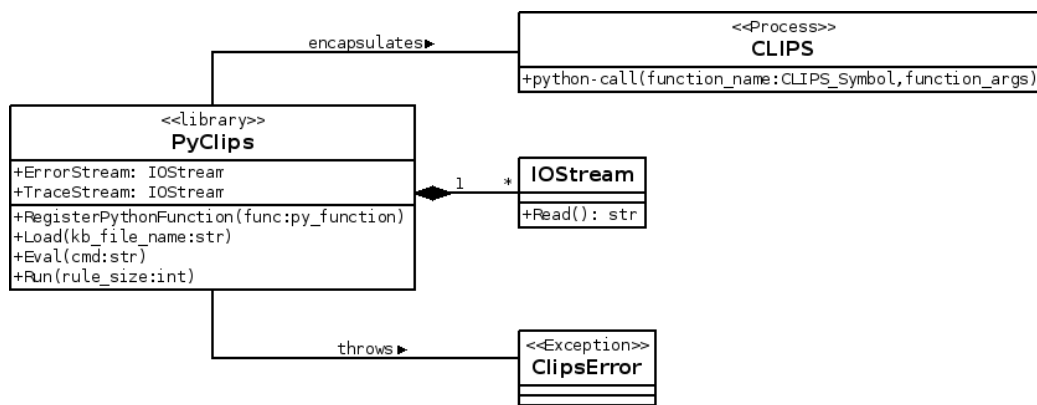 encapsulates►
<<Process>>
CLIPS
+python-call(function_name:CLIPS_Symbol,function_args)
<<library>>
PyClips
+ErrorStream: IOStream
+TraceStream: IOStream
+RegisterPythonFunction(func:py_function)
+Load(kb_file_name:str)
+Eval(cmd:str)
+Run(rule_size:int)
1 *
IOStream
+Read(): str
throws►
<<Exception>>
ClipsError